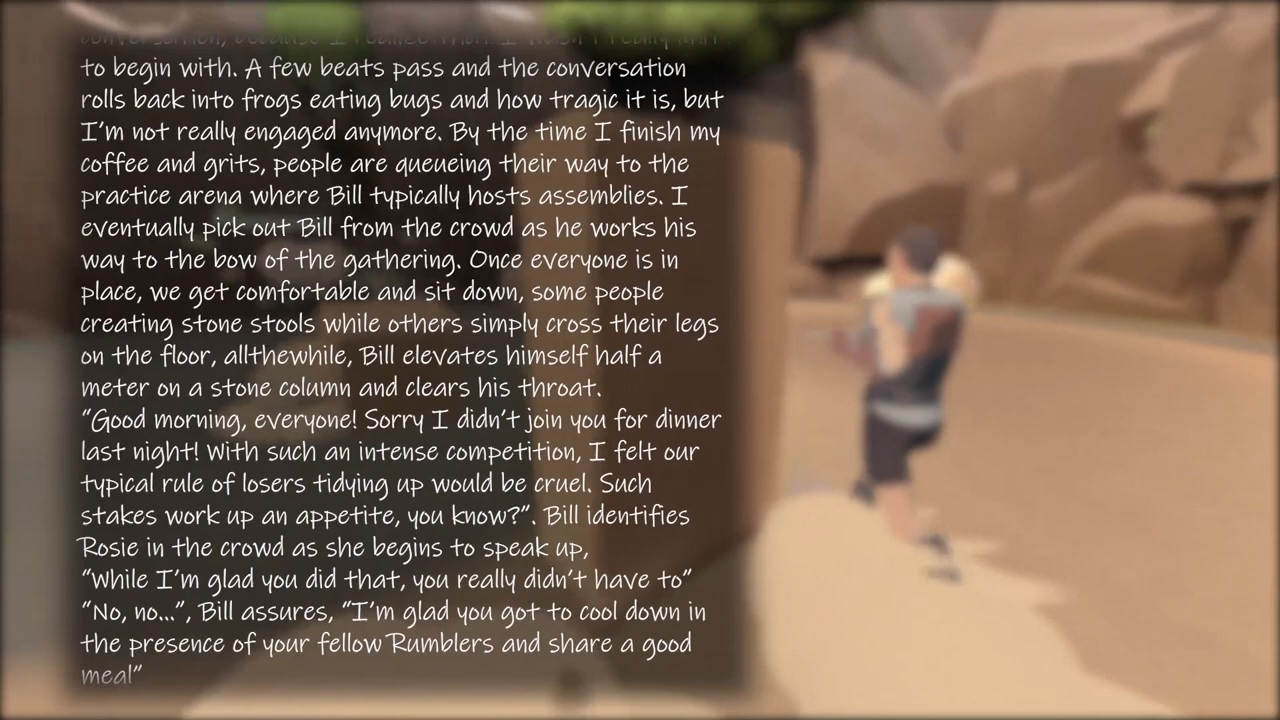 conversation, because I realized that I wasn't really in it
to begin with. A few beats pass and the conversation
rolls back into frogs eating bugs and how tragic it is, but
I'm not really engaged anymore. By the time I finish my
coffee and grits, people are queueing their way to the
practice arena where Bill typically hosts assemblies. I
eventually pick out Bill from the crowd as he works his
way to the bow of the gathering. Once everyone is in
place, we get comfortable and sit down, some people
creating stone stools while others simply cross their legs
on the floor, allthewhile, Bill elevates himself half a
meter on a stone column and clears his throat.
“Good morning, everyone! Sorry I didn't join you for dinner
last night! With such an intense competition, I felt our
typical rule of losers tidying up would be cruel. Such
stakes work up an appetite, you know?”. Bill identifies
Rosie in the crowd as she begins to speak up,
“While I'm glad you did that, you really didn't have to”
“No, no...”, Bill assures, “I'm glad you got to cool down in
the presence of your fellow Rumblers and share a good
meal”